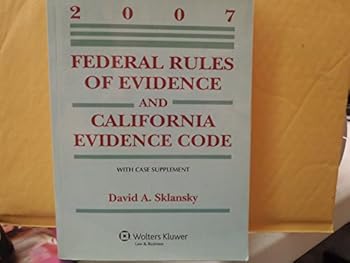 2007
FEDERAL RULES
OF EVIDENCE
AND
CALIFORNIA
EVIDENCE CODE
WITH CASE SUPPLEMENT
David A. Sklansky
Wolters Kluwer
Law & Business